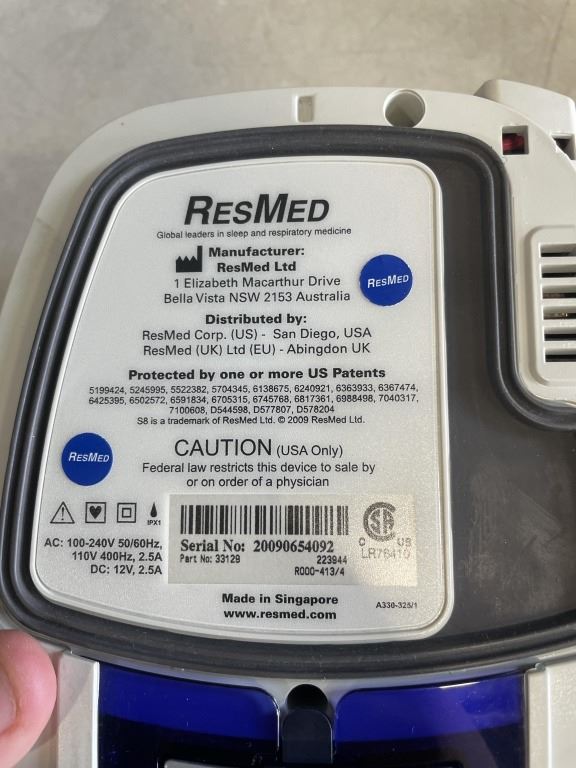 RESMED
Global leaders in sleep and respiratory medicine
Manufacturer:
ResMed Ltd
1 Elizabeth Macarthur Drive
Bella Vista NSW 2153 Australia
RESMED
Distributed by:
ResMed Corp. (US) - San Diego, USA
ResMed (UK) Ltd (EU) - Abingdon UK
Protected by one or more US Patents
5199424, 5245995, 5522382, 5704345, 6138675, 6240921, 6363933, 6367474,
6425395, 6502572, 6591834, 6705315, 6745768, 6817361, 6988498, 7040317,
7100608, D544598, D577807, D578204
S8 is a trademark of ResMed Ltd. © 2009 ResMed Ltd.
RESMED
CAUTION (USA Only)
Federal law restricts this device to sale by
or on order of a physician
IPX1
AC: 100-240V 50/60Hz,
110V 400Hz, 2.5A
DC: 12V, 2.5A
Serial No: 20090654092
Part No: 33129 223944
R000-413/4
C US
LR76410
Made in Singapore
www.resmed.com
A330-325/1